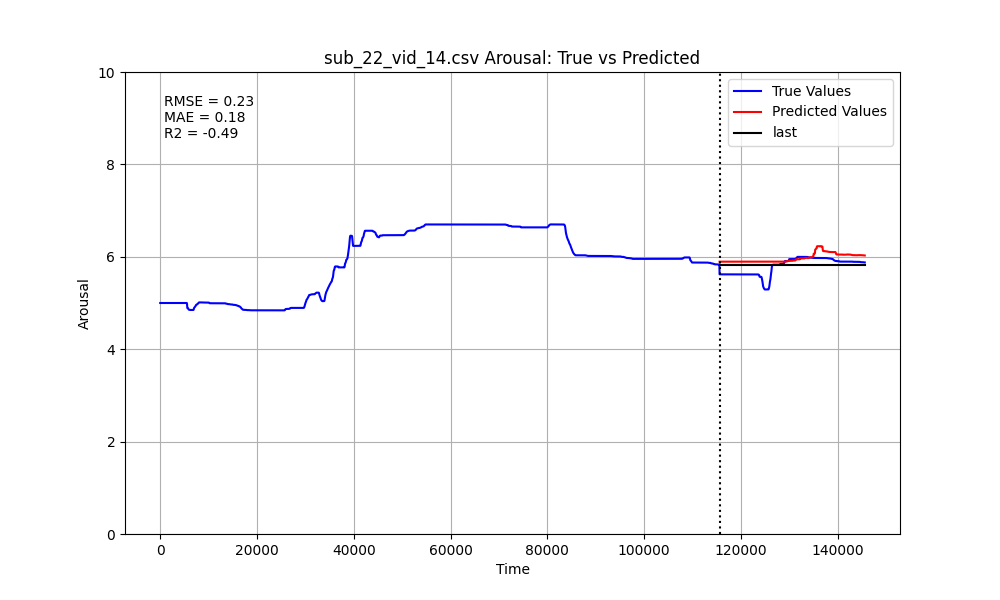 sub_22_vid_14.csv Arousal: True vs Predicted
10
8
6
4
2
0
Arousal
RMSE = 0.23
MAE = 0.18
R2 = -0.49
True Values
Predicted Values
last
0
20000
40000
60000
80000
100000
120000
140000
Time